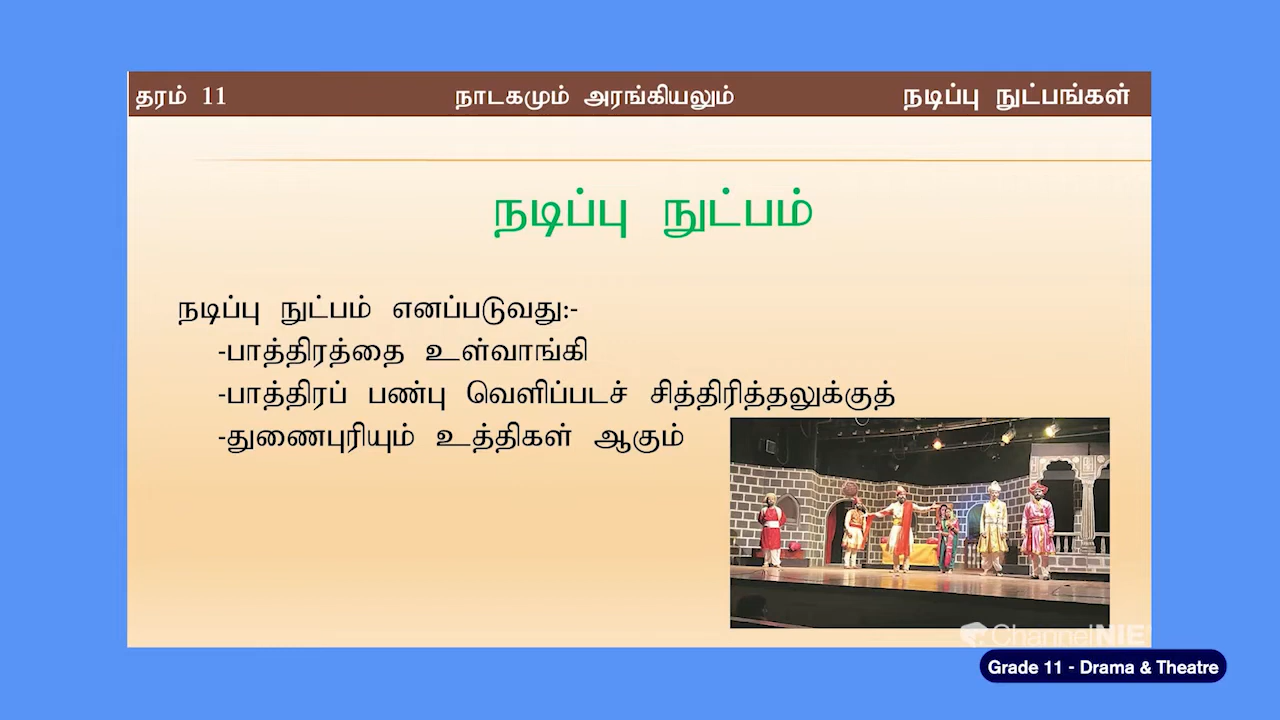 தரம் 11 நாடகமும் அரங்கியலும் நடிப்பு நுட்பங்கள்
நடிப்பு நுட்பம்
நடிப்பு நுட்பம் எனப்படுவது:-
-பாத்திரத்தை உள்வாங்கி
-பாத்திரப் பண்பு வெளிப்படச் சித்திரித்தலுக்குத்
-துணைபுரியும் உத்திகள் ஆகும்
ChannelNIE
Grade 11 - Drama & Theatre